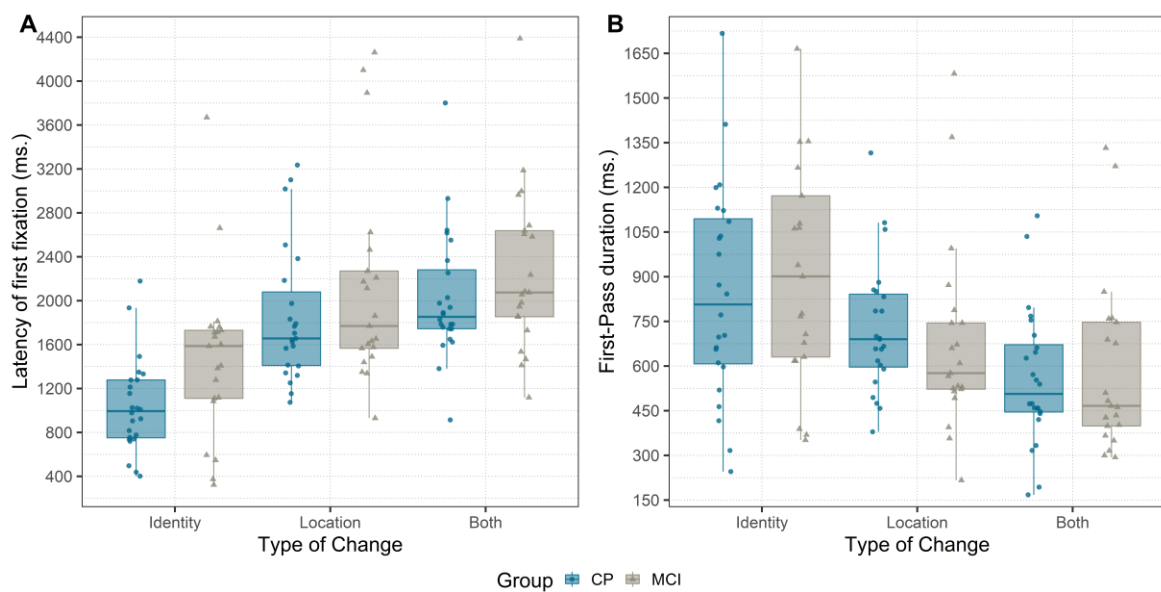 A
Latency of first fixation (ms.)
4400
4000
3600
3200
2800
2400
2000
1600
1200
800
400
Identity Location Both
Type of Change
B
First-Pass duration (ms.)
1650
1500
1350
1200
1050
900
750
600
450
300
150
Identity Location Both
Type of Change
Group CP MCI